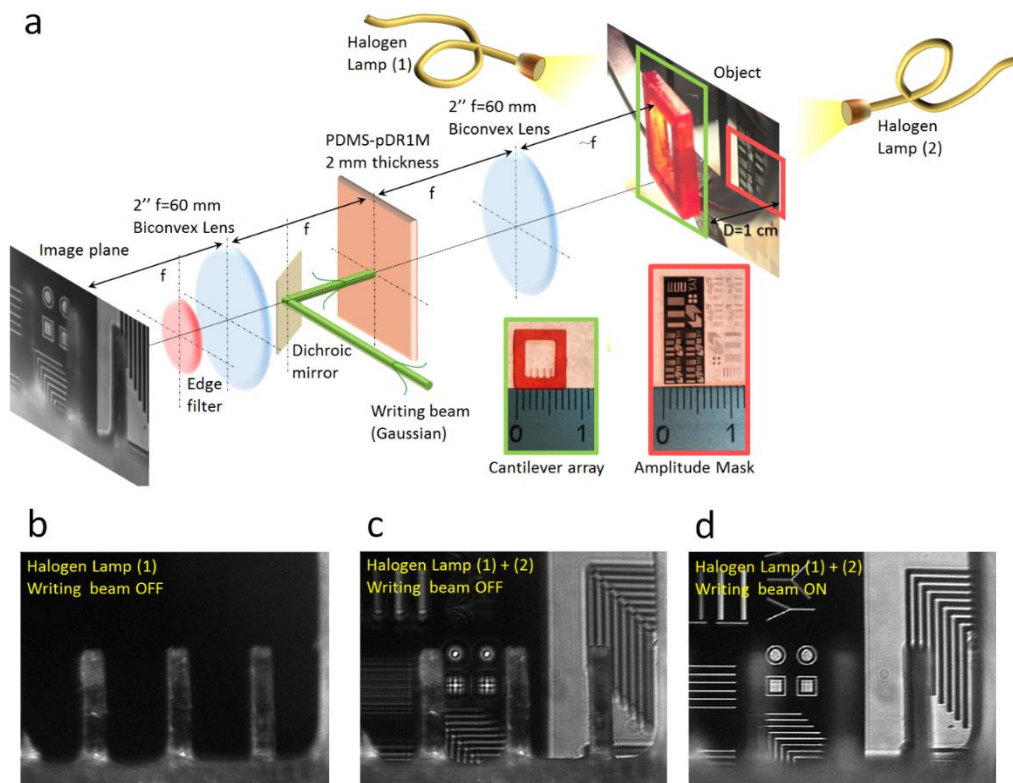 a
Halogen
Lamp (1)
2’’ f=60 mm
Biconvex Lens
Object
Halogen
Lamp (2)
PDMS-pDR1M
2 mm thickness
~f
f
D=1 cm
2’’ f=60 mm
Biconvex Lens
f
Image plane
f
Dichroic
mirror
Edge
filter
Writing beam
(Gaussian)
0 1
0 1
Cantilever array
Amplitude Mask
b
Halogen Lamp (1)
Writing beam OFF
c
Halogen Lamp (1) + (2)
Writing beam OFF
d
Halogen Lamp (1) + (2)
Writing beam ON